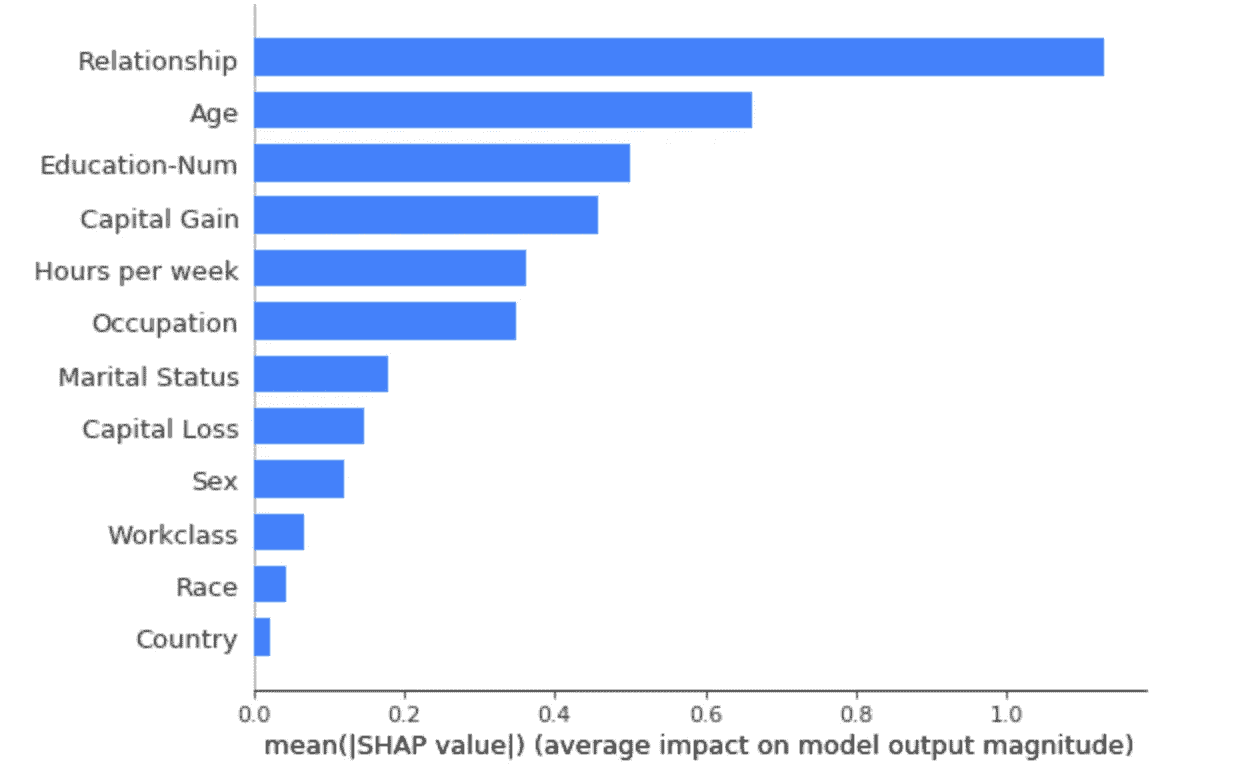 Relationship
Age
Education-Num
Capital Gain
Hours per week
Occupation
Marital Status
Capital Loss
Sex
Workclass
Race
Country
0.0 0.2 0.4 0.6 0.8 1.0
mean(|SHAP value|) (average impact on model output magnitude)